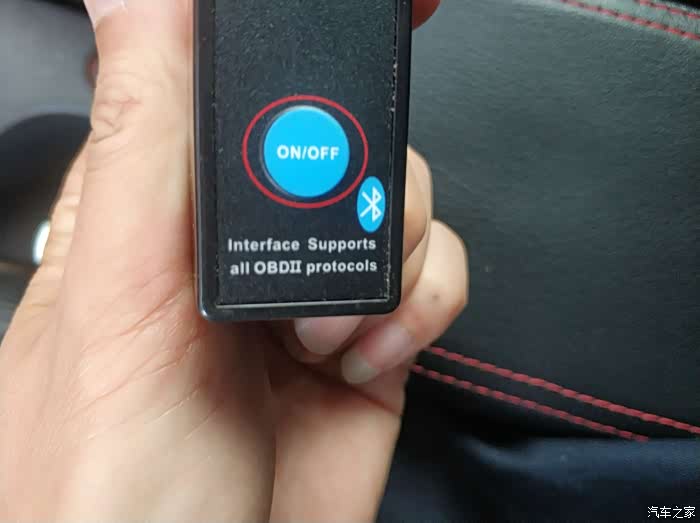 ON/OFF
Interface Supports
all OBDII protocols
汽车之家